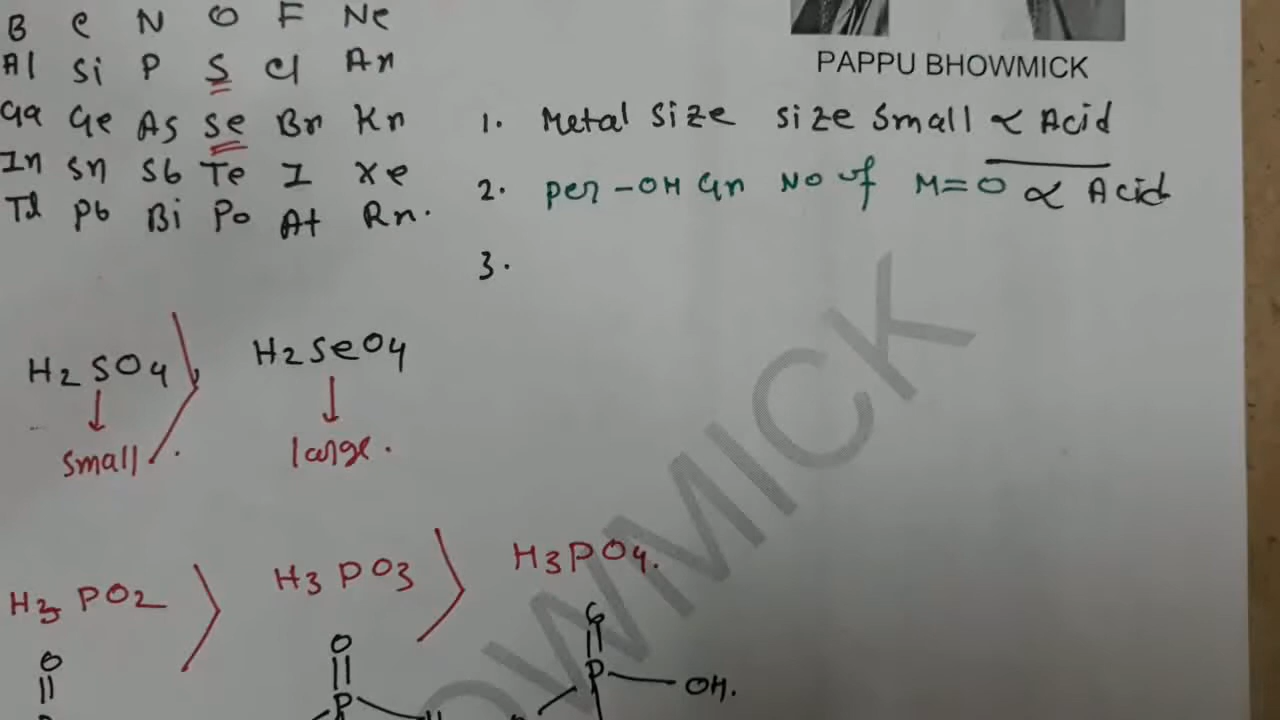 B C N O F Ne
Al Si P S Cl Ar
Ga Ge As Se Br Kr
In Sn Sb Te I Xe
Tl Pb Bi Po At Rn.
PAPPU BHOWMICK
1. Metal size size small ∝ Acid
2. per -OH Gr No of M=O ∝ Acid
3.
H2SO4 > H2SeO4
↓ ↓
small. large.
H3PO2 > H3PO3 > H3PO4.
O O O
|| || ||
P P OH.
H
OWMICK